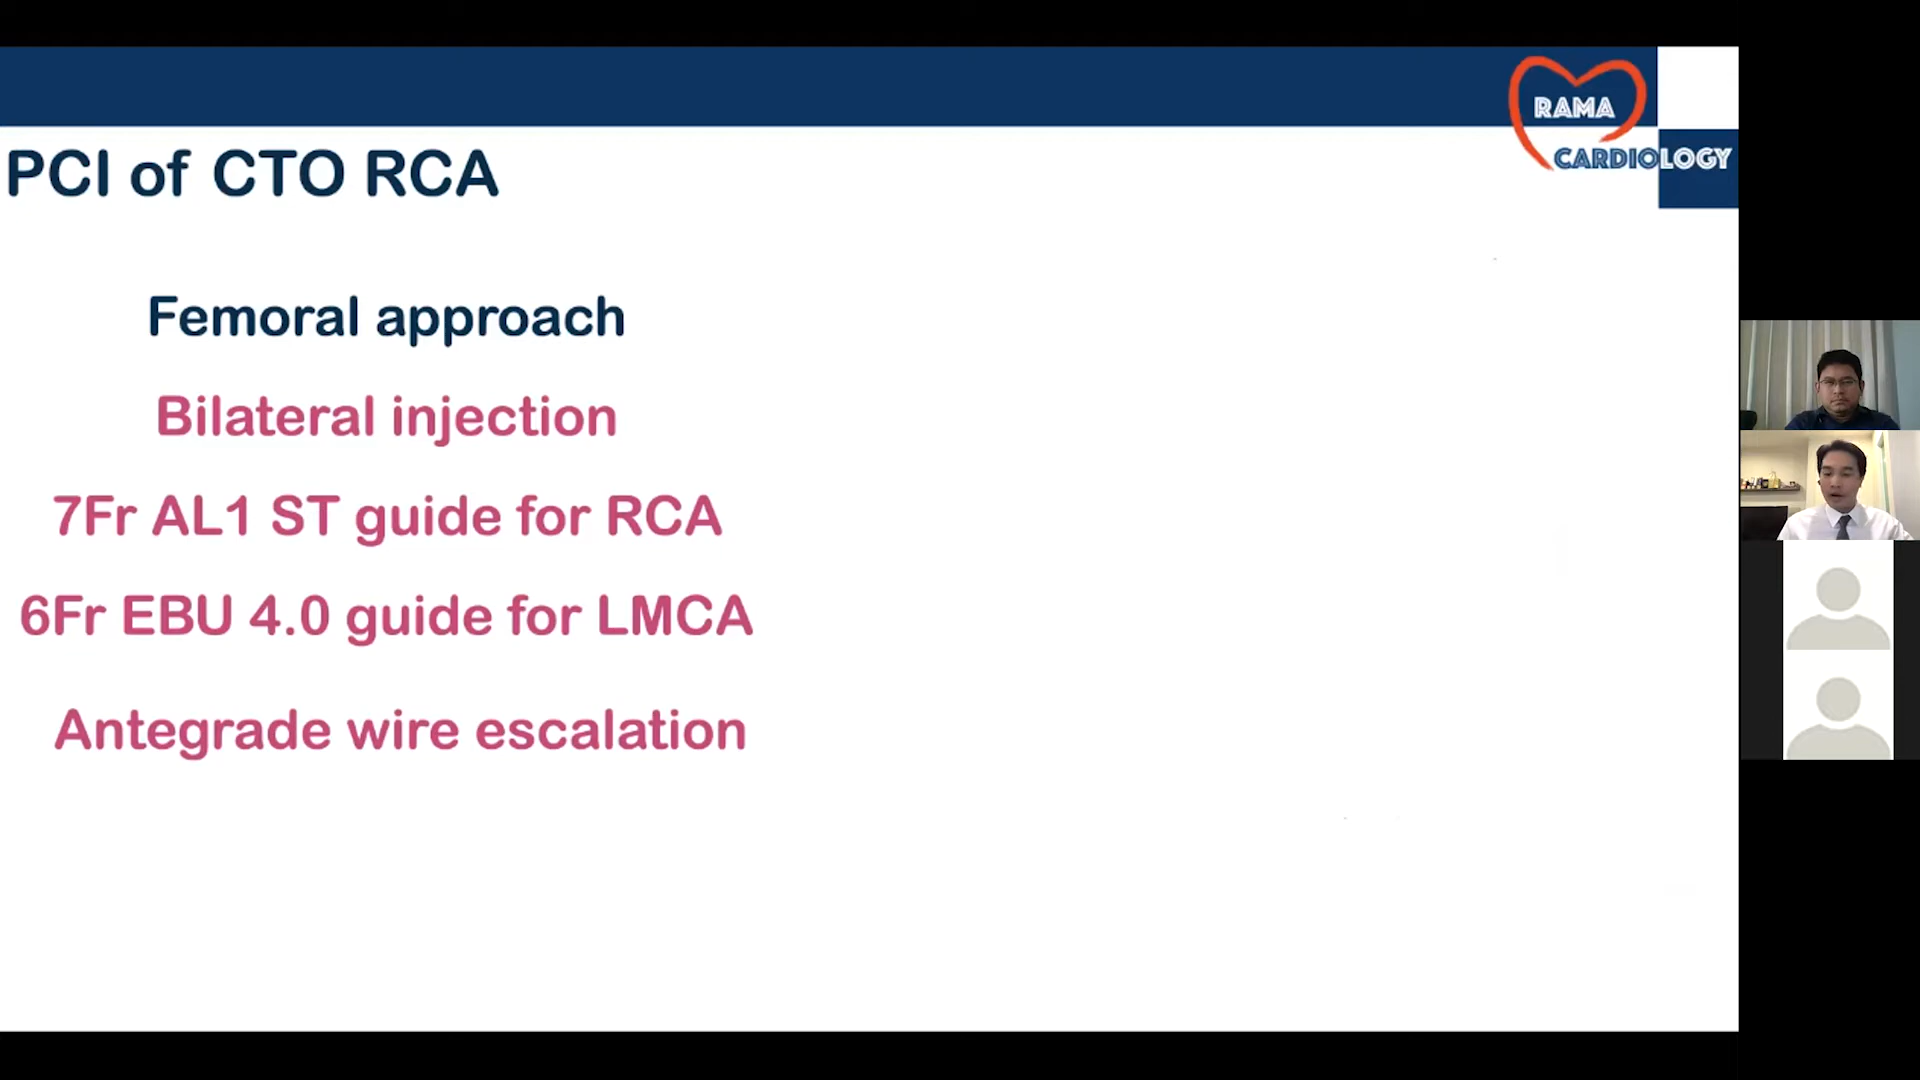 RAMA
CARDIOLOGY
PCI of CTO RCA
Femoral approach
Bilateral injection
7Fr AL1 ST guide for RCA
6Fr EBU 4.0 guide for LMCA
Antegrade wire escalation